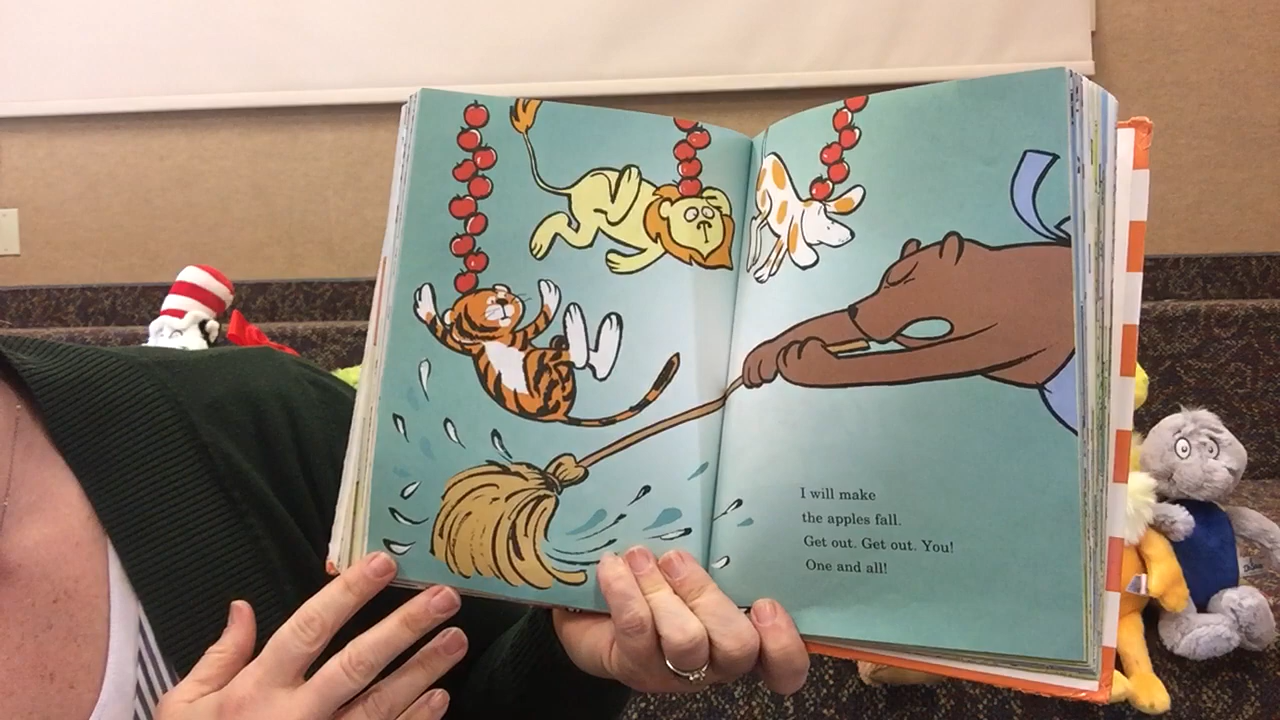 I will make
the apples fall.
Get out. Get out. You!
One and all!